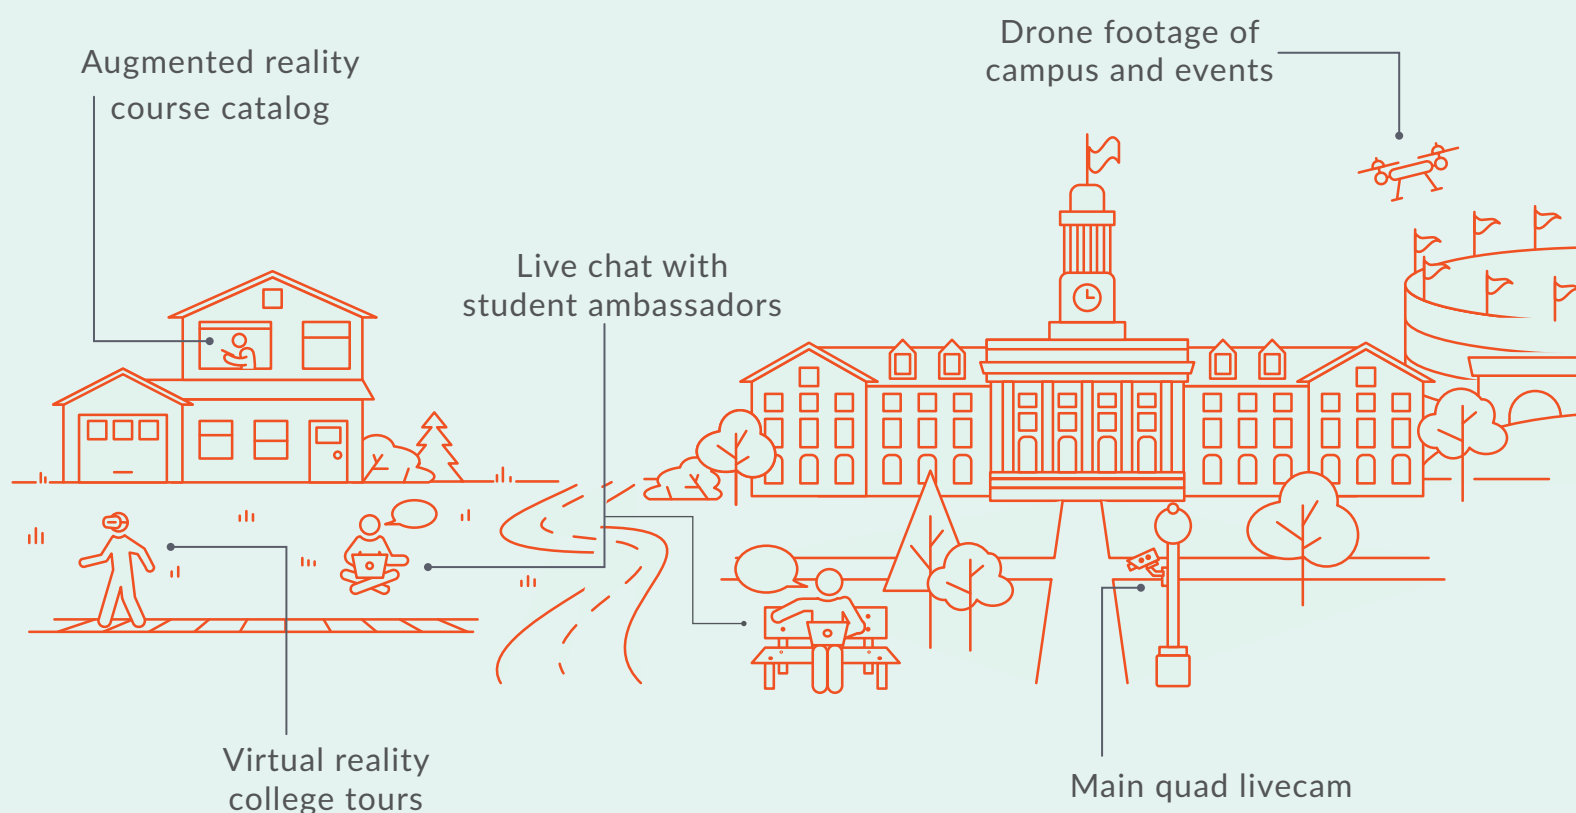 Augmented reality
course catalog
Drone footage of
campus and events
Live chat with
student ambassadors
Virtual reality
college tours
Main quad livecam